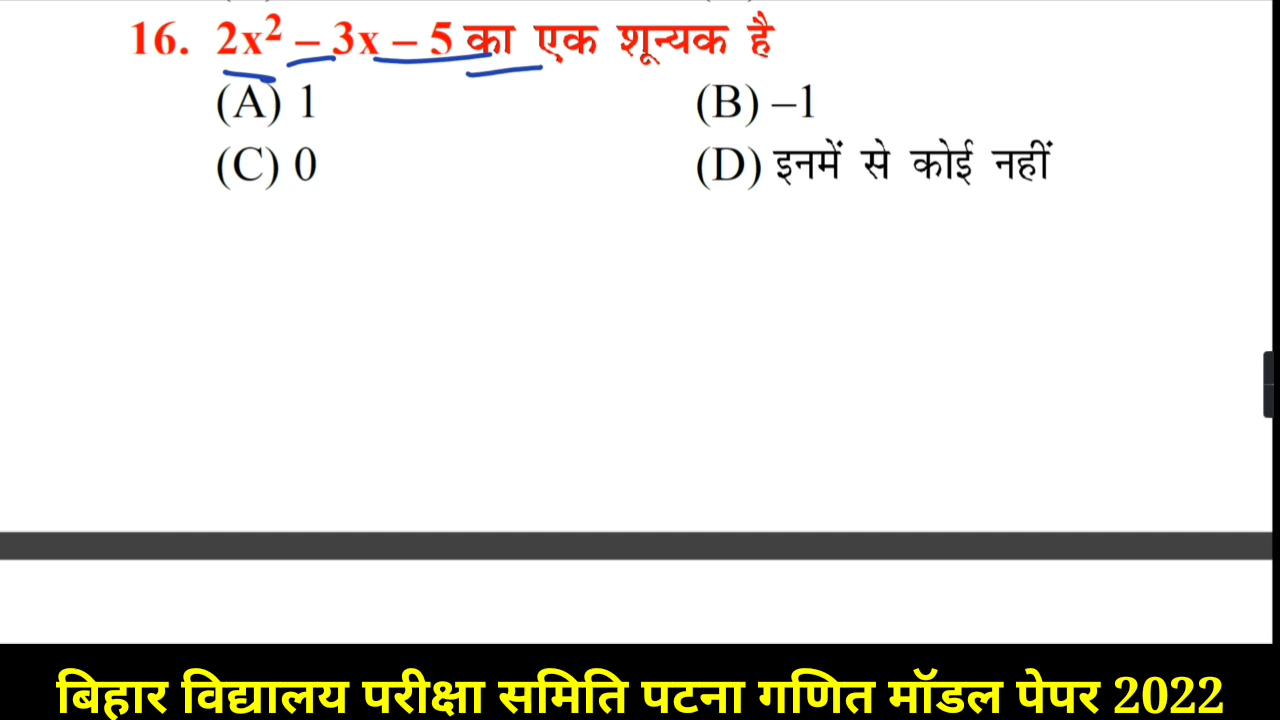 16. 2x² – 3x – 5 का एक शून्यक है
(A) 1 (B) –1
(C) 0 (D) इनमें से कोई नहीं
बिहार विद्यालय परीक्षा समिति पटना गणित मॉडल पेपर 2022